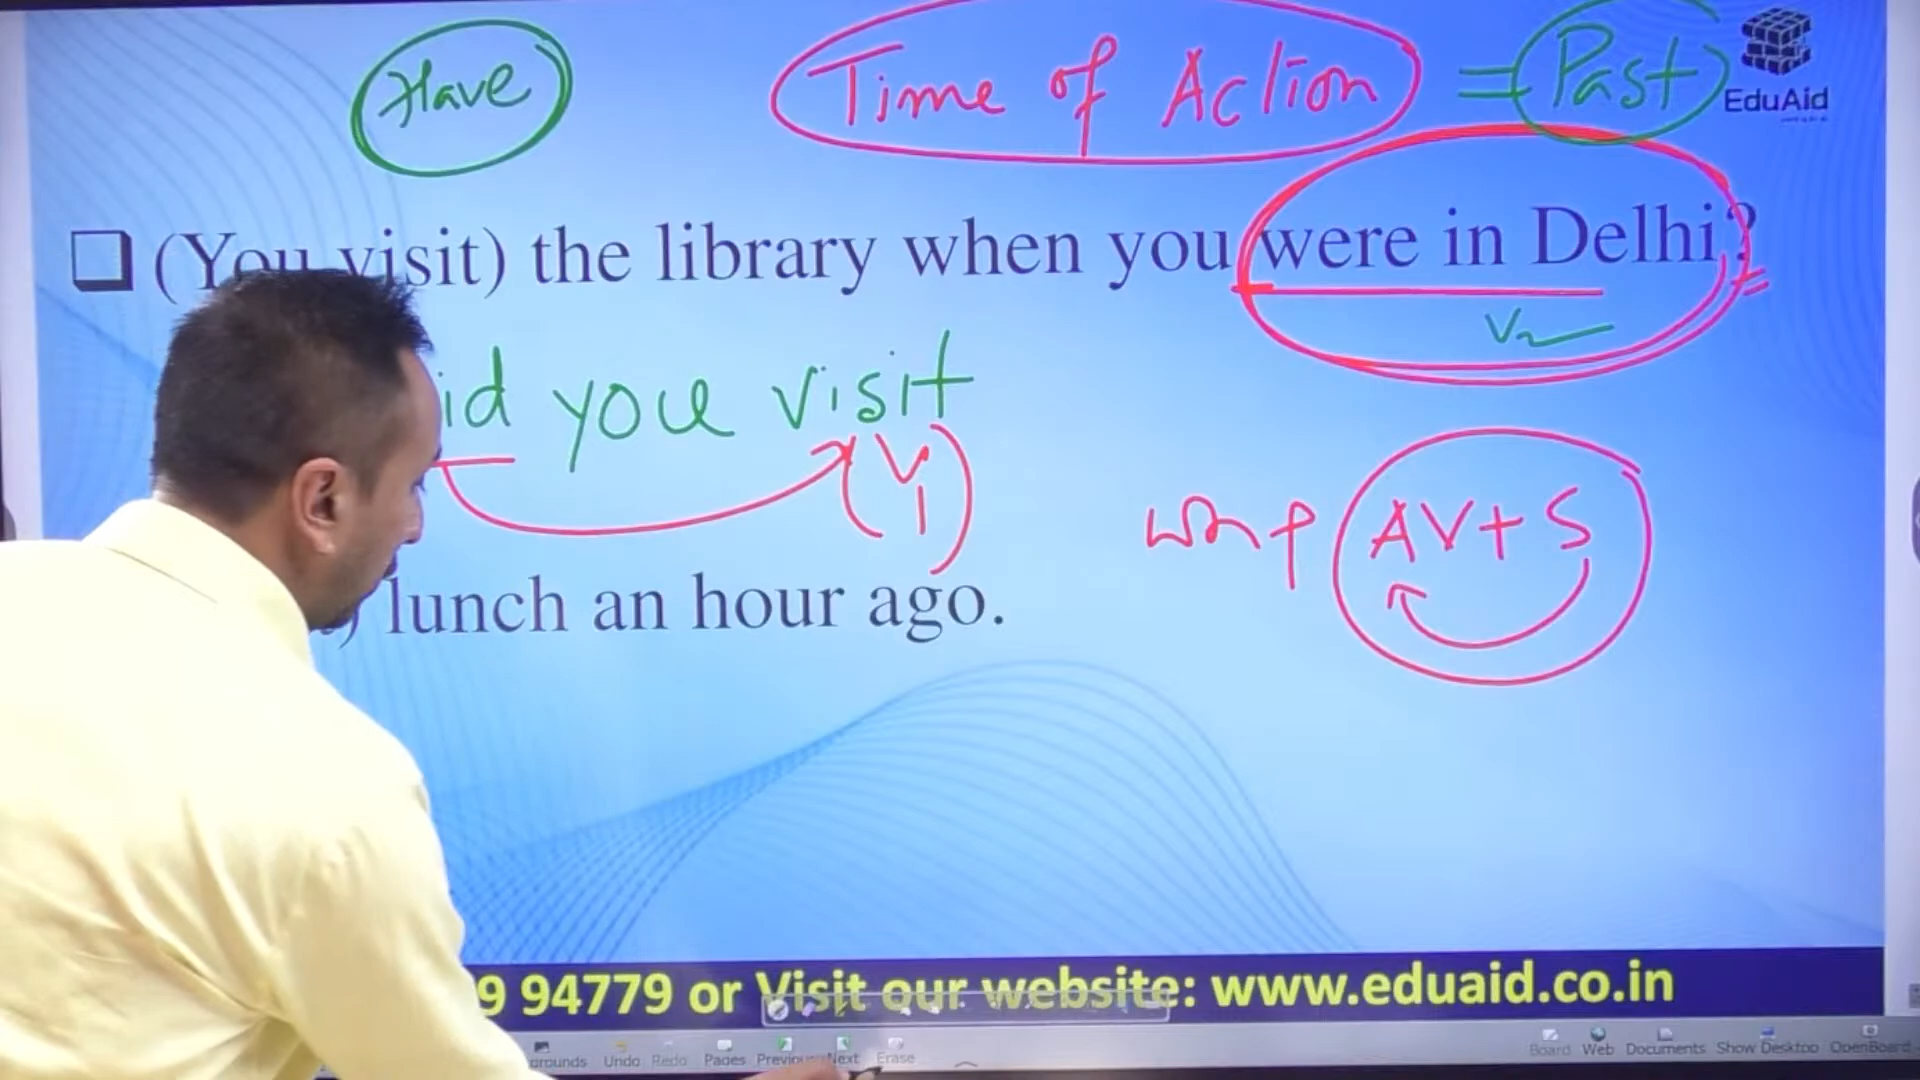 Have
Time of Action = Past
EduAid
(You visit) the library when you were in Delhi?
id you visit
(V1)
AV+S
) lunch an hour ago.
9 94779 or Visit our website: www.eduaid.co.in
grounds Undo Redo Pages Previous Next Erase Board Web Documents Show Desktop OpenBoard